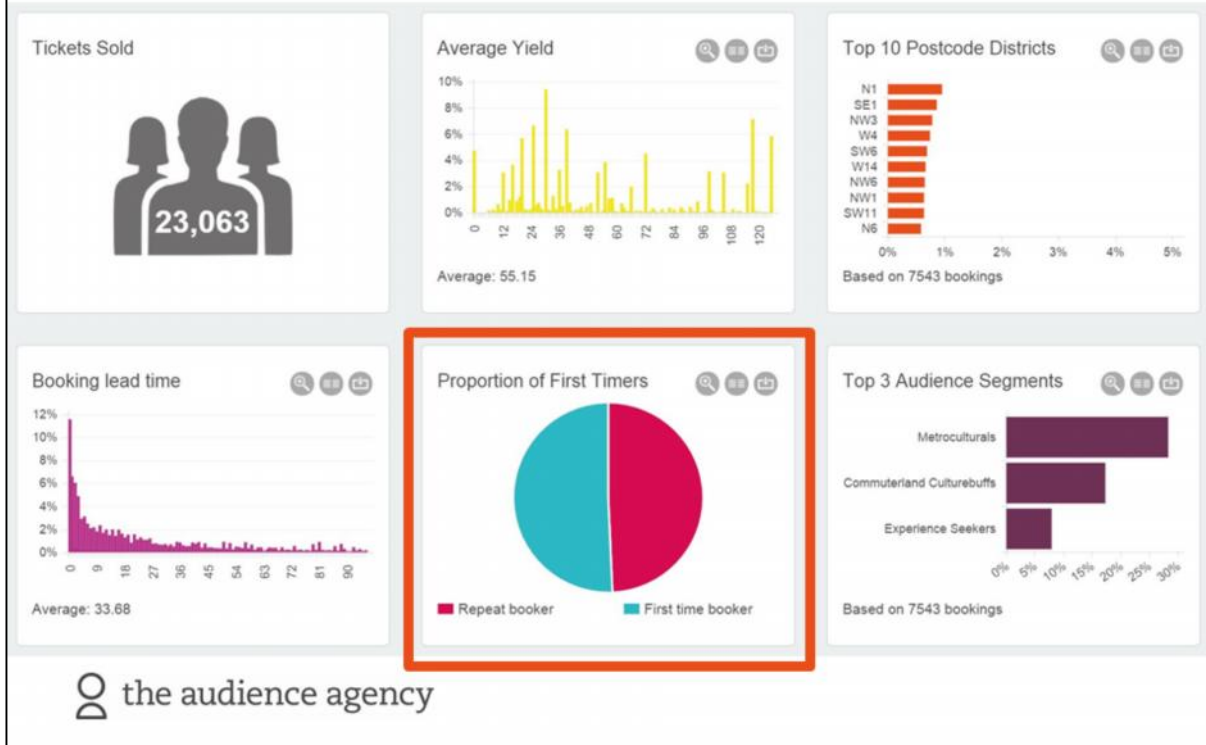 Tickets Sold
23,063
Average Yield
10%
8%
6%
4%
2%
0%
0 12 24 36 48 60 72 84 96 108 120
Average: 55.15
Top 10 Postcode Districts
N1
SE1
NW3
W4
SW6
W14
NW6
NW1
SW11
N6
0% 1% 2% 3% 4% 5%
Based on 7543 bookings
Booking lead time
12%
10%
8%
6%
4%
2%
0%
0 9 18 27 36 45 54 63 72 81 90
Average: 33.68
Proportion of First Timers
Repeat booker First time booker
Top 3 Audience Segments
Metroculturals
Commuterland Culturebuffs
Experience Seekers
0% 5% 10% 15% 20% 25% 30%
Based on 7543 bookings
the audience agency